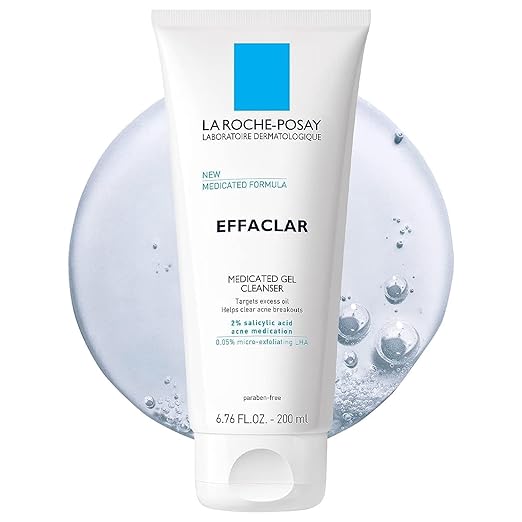 LA ROCHE-POSAY
LABORATOIRE DERMATOLOGIQUE
NEW
MEDICATED FORMULA
EFFACLAR
MEDICATED GEL
CLEANSER
Targets excess oil
Helps clear acne breakouts
2% salicylic acid
acne medication
0.05% micro-exfoliating LHA
paraben-free
6.76 FL.OZ. - 200 ml